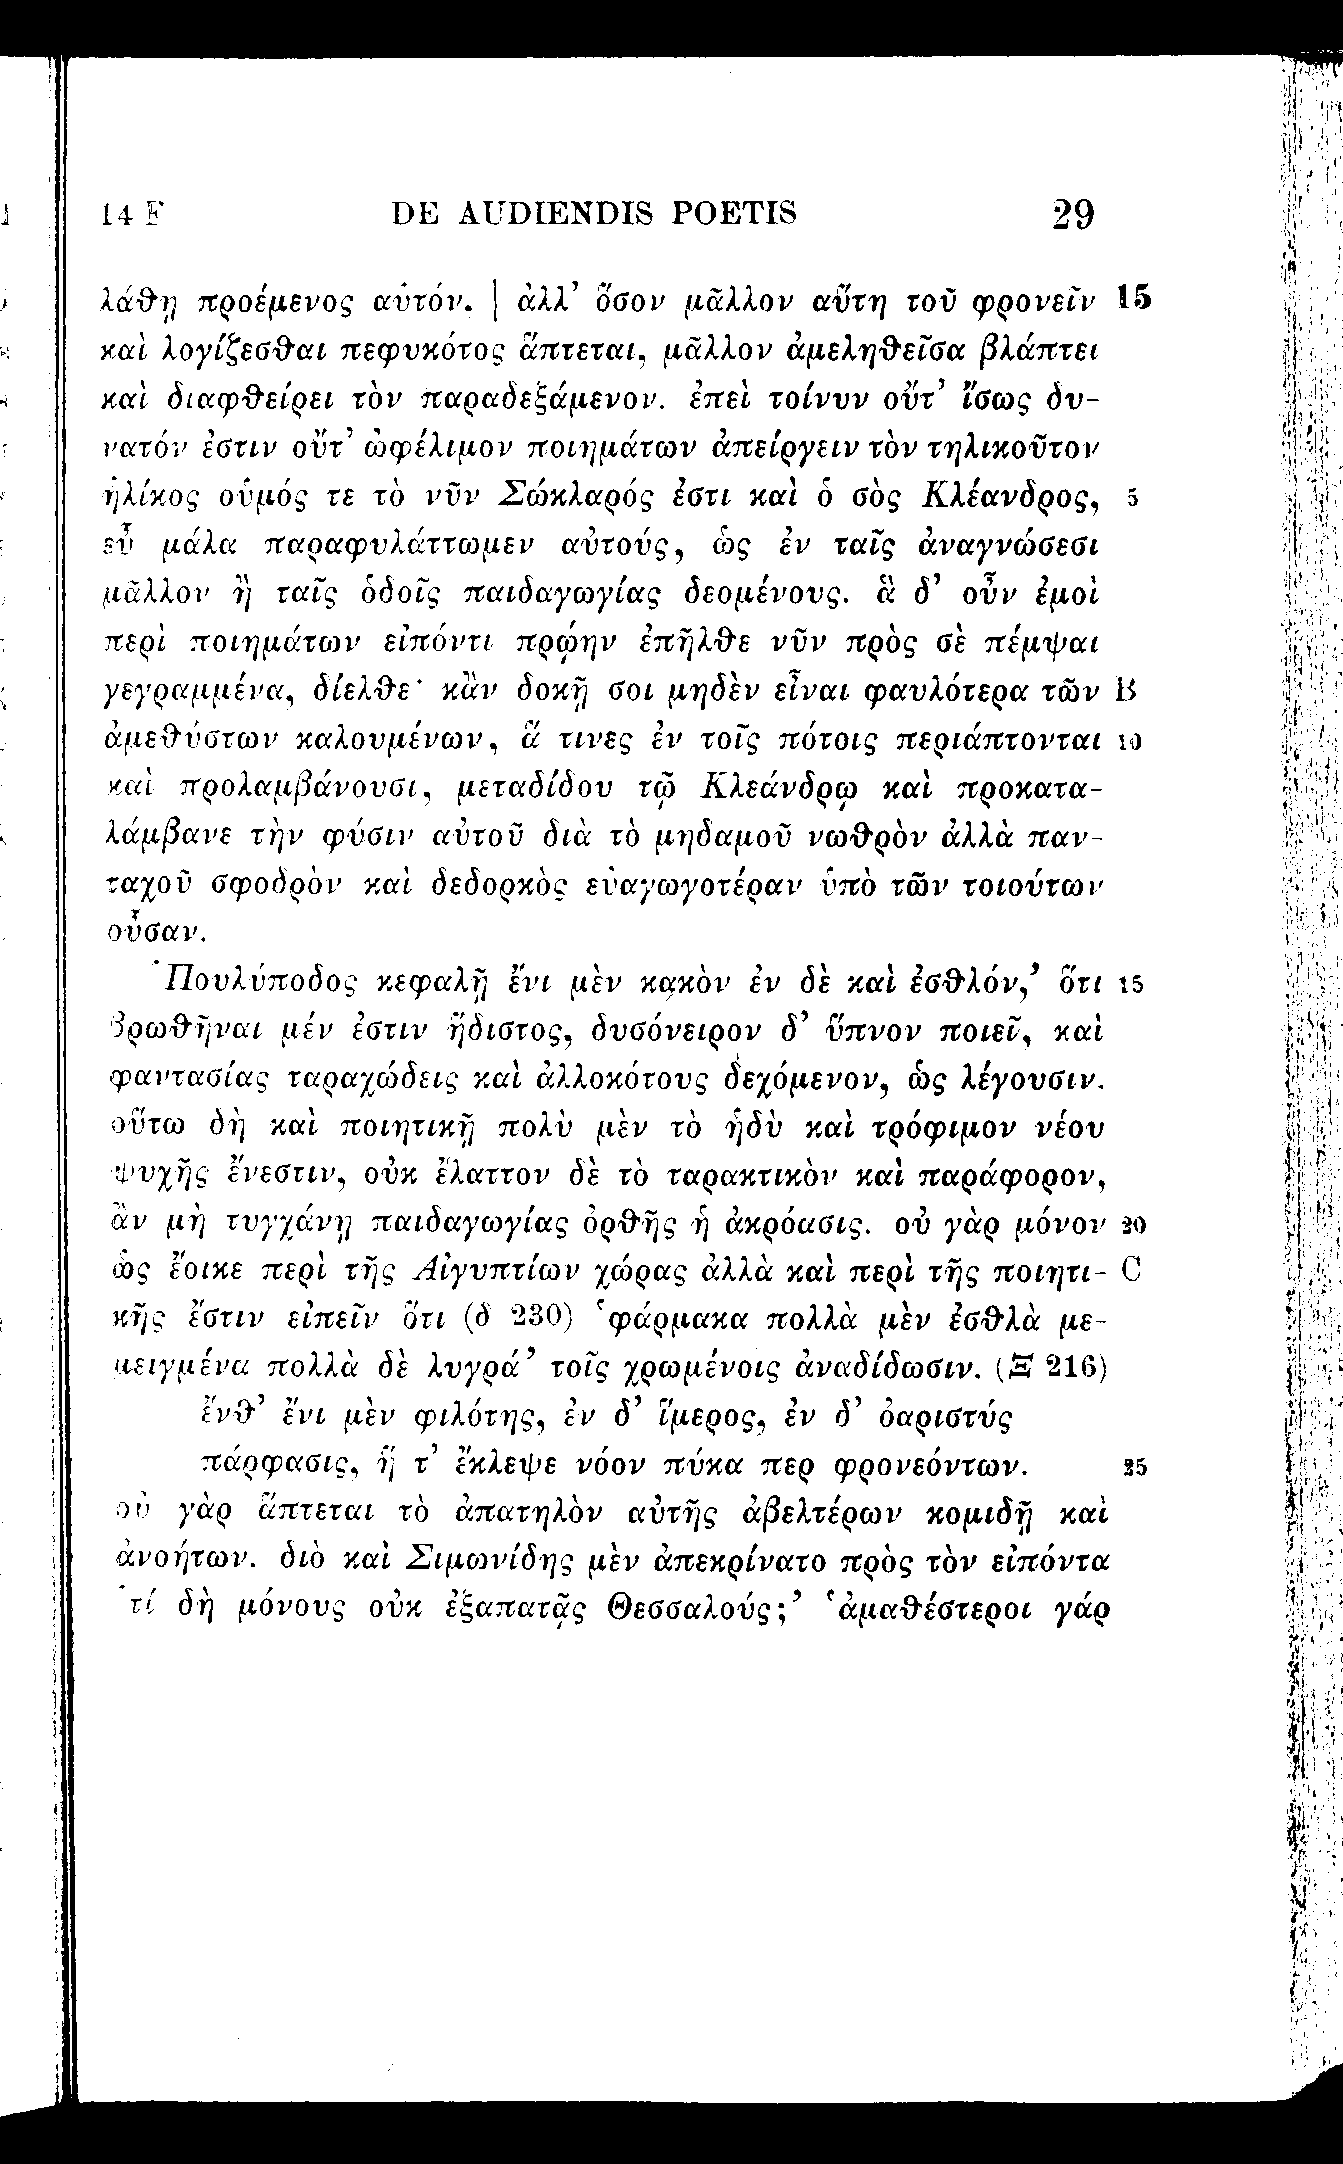 14 F DE AUDIENDIS POETIS 29
λάθῃ προέμενος αὑτόν. | ἀλλ’ ὅσον μᾶλλον αὕτη τοῦ φρονεῖν 15
καὶ λογίζεσθαι πεφυκότος ἅπτεται, μᾶλλον ἀμεληθεῖσα βλάπτει
καὶ διαφθείρει τὸν παραδεξάμενον. ἐπεὶ τοίνυν οὔτ’ ἴσως δυ-
νατόν ἐστιν οὔτ’ ὠφέλιμον ποιημάτων ἀπείργειν τὸν τηλικοῦτον
ἡλίκος οὑμός τε τὸ νῦν Σώκλαρός ἐστι καὶ ὁ σὸς Κλέανδρος, 5
εὖ μάλα παραφυλάττωμεν αὐτούς, ὡς ἐν ταῖς ἀναγνώσεσι
μᾶλλον ἢ ταῖς ὁδοῖς παιδαγωγίας δεομένους. ἃ δ’ οὖν ἐμοὶ
περὶ ποιημάτων εἰπόντι πρῴην ἐπῆλθε νῦν πρὸς σὲ πέμψαι
γεγραμμένα, δίελθε· κἂν δοκῇ σοι μηδὲν εἶναι φαυλότερα τῶν B
ἀμεθύστων καλουμένων, ἅ τινες ἐν τοῖς πότοις περιάπτονται 10
καὶ προλαμβάνουσι, μεταδίδου τῷ Κλεάνδρῳ καὶ προκατα-
λάμβανε τὴν φύσιν αὐτοῦ διὰ τὸ μηδαμοῦ νωθρὸν ἀλλὰ παν-
ταχοῦ σφοδρὸν καὶ δεδορκὸς εὐαγωγοτέραν ὑπὸ τῶν τοιούτων
οὖσαν.
‘Πουλύποδος κεφαλῇ ἔνι μὲν κακὸν ἐν δὲ καὶ ἐσθλόν,’ ὅτι 15
βρωθῆναι μέν ἐστιν ἥδιστος, δυσόνειρον δ’ ὕπνον ποιεῖ, καὶ
φαντασίας ταραχώδεις καὶ ἀλλοκότους δεχόμενον, ὥς λέγουσιν.
οὕτω δὴ καὶ ποιητικῇ πολὺ μὲν τὸ ἡδὺ καὶ τρόφιμον νέου
ψυχῆς ἔνεστιν, οὐκ ἔλαττον δὲ τὸ ταρακτικὸν καὶ παράφορον,
ἂν μὴ τυγχάνῃ παιδαγωγίας ὀρθῆς ἡ ἀκρόασις. οὐ γὰρ μόνον 20
ὡς ἔοικε περὶ τῆς Αἰγυπτίων χώρας ἀλλὰ καὶ περὶ τῆς ποιητι- C
κῆς ἔστιν εἰπεῖν ὅτι (δ 230) ‘φάρμακα πολλὰ μὲν ἐσθλὰ με-
μειγμένα πολλὰ δὲ λυγρά’ τοῖς χρωμένοις ἀναδίδωσιν. (Ξ 216)
ἔνθ’ ἔνι μὲν φιλότης, ἐν δ’ ἵμερος, ἐν δ’ ὀαριστύς
πάρφασις, ἥ τ’ ἔκλεψε νόον πύκα περ φρονεόντων. 25
οὐ γὰρ ἅπτεται τὸ ἀπατηλὸν αὐτῆς ἀβελτέρων κομιδῇ καὶ
ἀνοήτων. διὸ καὶ Σιμωνίδης μὲν ἀπεκρίνατο πρὸς τὸν εἰπόντα
‘τί δὴ μόνους οὐκ ἐξαπατᾷς Θεσσαλούς;’ ‘ἀμαθέστεροι γάρ